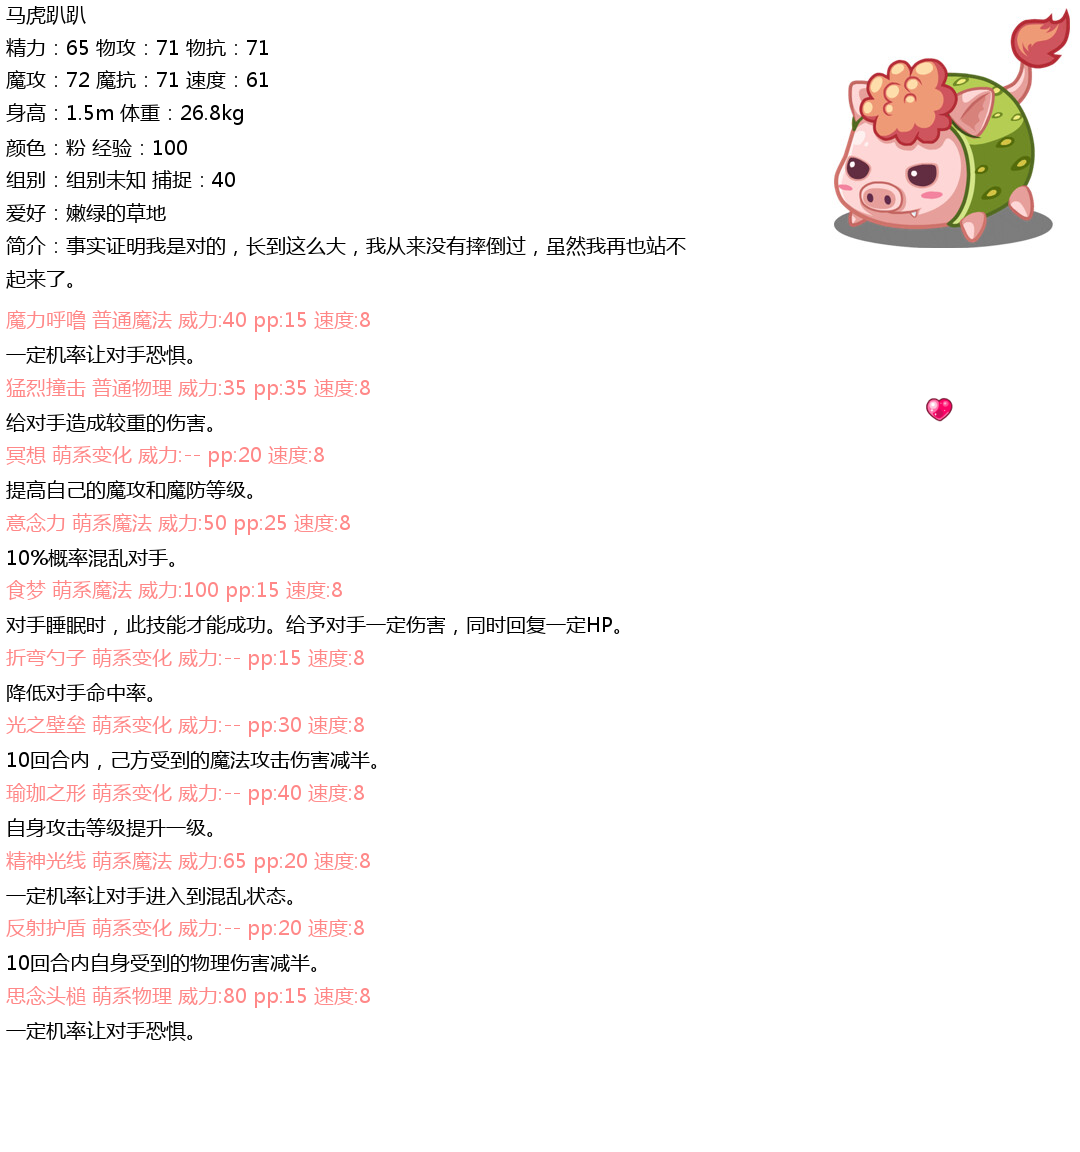 马虎趴趴
精力：65 物攻：71 物抗：71
魔攻：72 魔抗：71 速度：61
身高：1.5m 体重：26.8kg
颜色：粉 经验：100
组别：组别未知 捕捉：40
爱好：嫩绿的草地
简介：事实证明我是对的，长到这么大，我从来没有摔倒过，虽然我再也站不
起来了。
魔力呼噜 普通魔法 威力:40 pp:15 速度:8
一定机率让对手恐惧。
猛烈撞击 普通物理 威力:35 pp:35 速度:8
给对手造成较重的伤害。
冥想 萌系变化 威力:-- pp:20 速度:8
提高自己的魔攻和魔防等级。
意念力 萌系魔法 威力:50 pp:25 速度:8
10%概率混乱对手。
食梦 萌系魔法 威力:100 pp:15 速度:8
对手睡眠时，此技能才能成功。给予对手一定伤害，同时回复一定HP。
折弯勺子 萌系变化 威力:-- pp:15 速度:8
降低对手命中率。
光之壁垒 萌系变化 威力:-- pp:30 速度:8
10回合内，己方受到的魔法攻击伤害减半。
瑜珈之形 萌系变化 威力:-- pp:40 速度:8
自身攻击等级提升一级。
精神光线 萌系魔法 威力:65 pp:20 速度:8
一定机率让对手进入到混乱状态。
反射护盾 萌系变化 威力:-- pp:20 速度:8
10回合内自身受到的物理伤害减半。
思念头槌 萌系物理 威力:80 pp:15 速度:8
一定机率让对手恐惧。